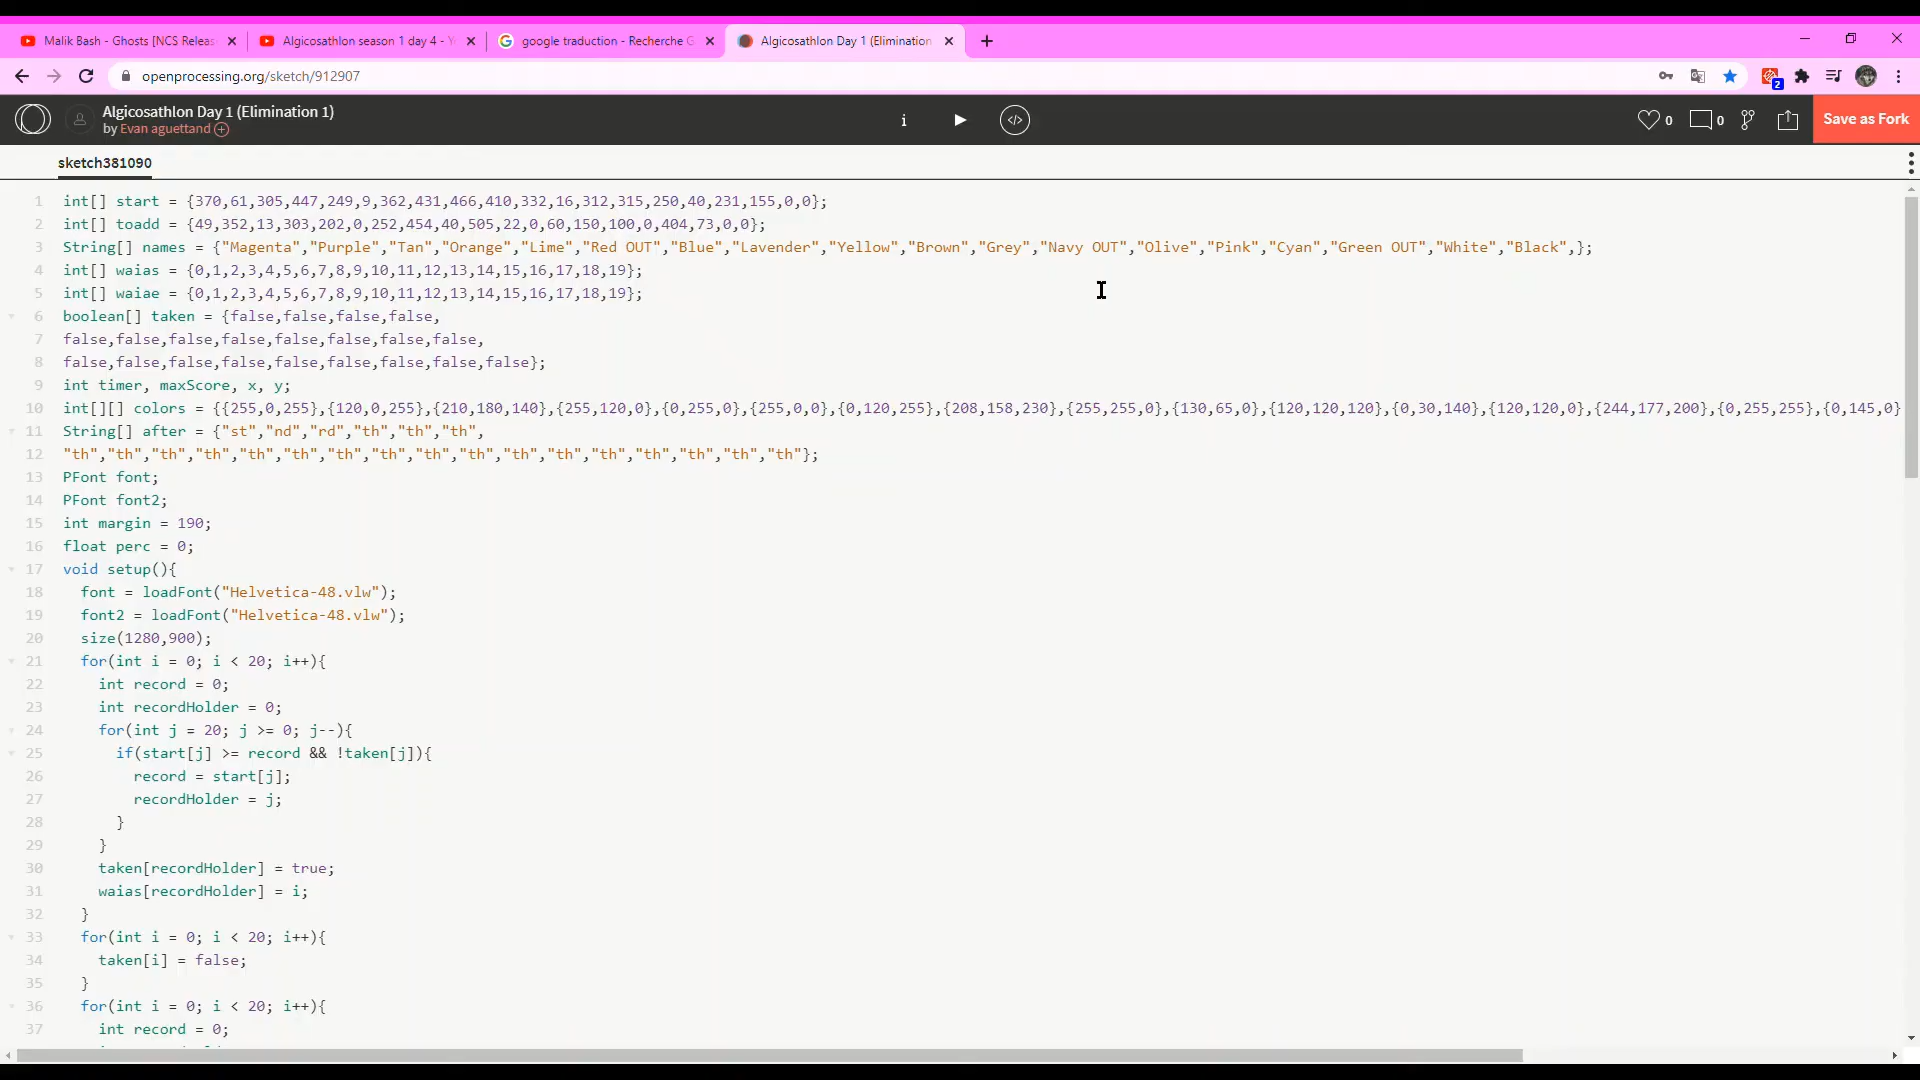 Malik Bash - Ghosts [NCS Releas
Algicosathlon season 1 day 4 - Y
google traduction - Recherche G
Algicosathlon Day 1 (Elimination
openprocessing.org/sketch/912907
2
Algicosathlon Day 1 (Elimination 1)
by Evan aguettand
i
</>
0
0
Save as Fork
sketch381090
1 int[] start = {370,61,305,447,249,9,362,431,466,410,332,16,312,315,250,40,231,155,0,0};
2 int[] toadd = {49,352,13,303,202,0,252,454,40,505,22,0,60,150,100,0,404,73,0,0};
3 String[] names = {"Magenta","Purple","Tan","Orange","Lime","Red OUT","Blue","Lavender","Yellow","Brown","Grey","Navy OUT","Olive","Pink","Cyan","Green OUT","White","Black",};
4 int[] waias = {0,1,2,3,4,5,6,7,8,9,10,11,12,13,14,15,16,17,18,19};
5 int[] waiae = {0,1,2,3,4,5,6,7,8,9,10,11,12,13,14,15,16,17,18,19};
6 boolean[] taken = {false,false,false,false,
7 false,false,false,false,false,false,false,false,
8 false,false,false,false,false,false,false,false,false};
9 int timer, maxScore, x, y;
10 int[][] colors = {{255,0,255},{120,0,255},{210,180,140},{255,120,0},{0,255,0},{255,0,0},{0,120,255},{208,158,230},{255,255,0},{130,65,0},{120,120,120},{0,30,140},{120,120,0},{244,177,200},{0,255,255},{0,145,0}
11 String[] after = {"st","nd","rd","th","th","th",
12 "th","th","th","th","th","th","th","th","th","th","th","th","th","th","th","th","th"};
13 PFont font;
14 PFont font2;
15 int margin = 190;
16 float perc = 0;
17 void setup(){
18 font = loadFont("Helvetica-48.vlw");
19 font2 = loadFont("Helvetica-48.vlw");
20 size(1280,900);
21 for(int i = 0; i < 20; i++){
22 int record = 0;
23 int recordHolder = 0;
24 for(int j = 20; j >= 0; j--){
25 if(start[j] >= record && !taken[j]){
26 record = start[j];
27 recordHolder = j;
28 }
29 }
30 taken[recordHolder] = true;
31 waias[recordHolder] = i;
32 }
33 for(int i = 0; i < 20; i++){
34 taken[i] = false;
35 }
36 for(int i = 0; i < 20; i++){
37 int record = 0;